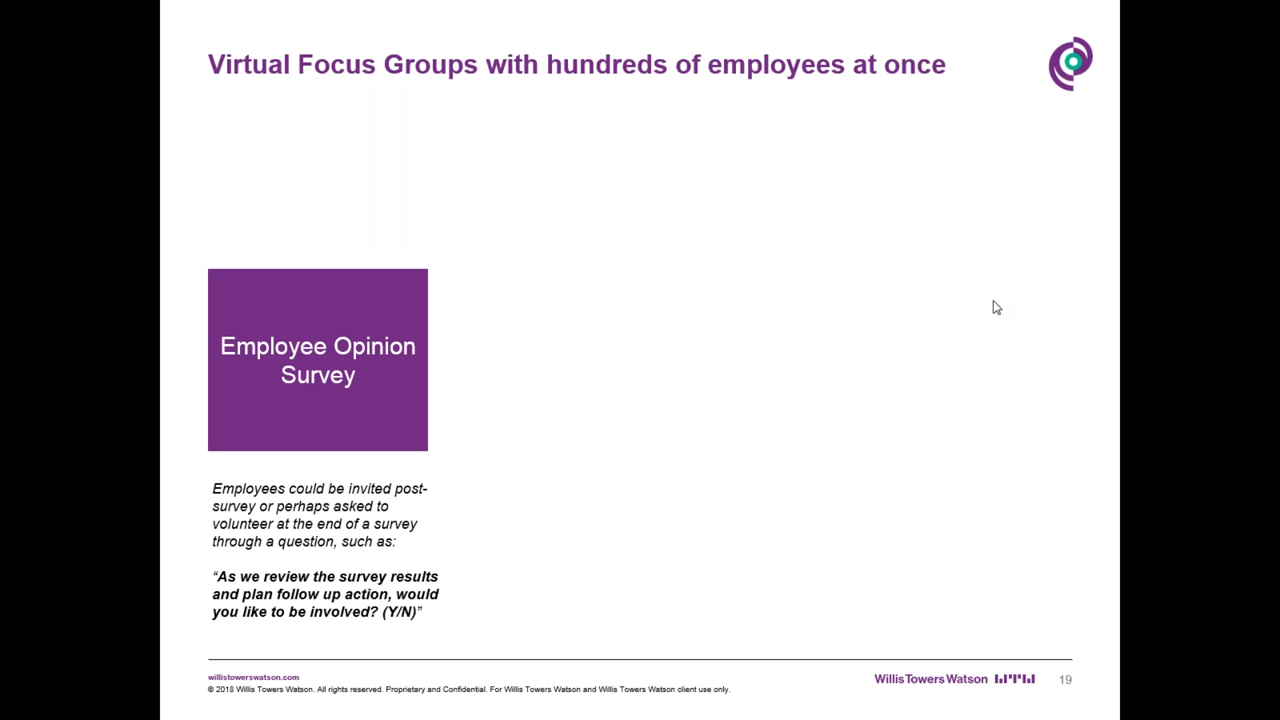 Virtual Focus Groups with hundreds of employees at once
Employee Opinion
Survey
Employees could be invited post-
survey or perhaps asked to
volunteer at the end of a survey
through a question, such as:
“As we review the survey results
and plan follow up action, would
you like to be involved? (Y/N)”
willistowerswatson.com
© 2018 Willis Towers Watson. All rights reserved. Proprietary and Confidential. For Willis Towers Watson and Willis Towers Watson client use only.
WillisTowersWatson
19